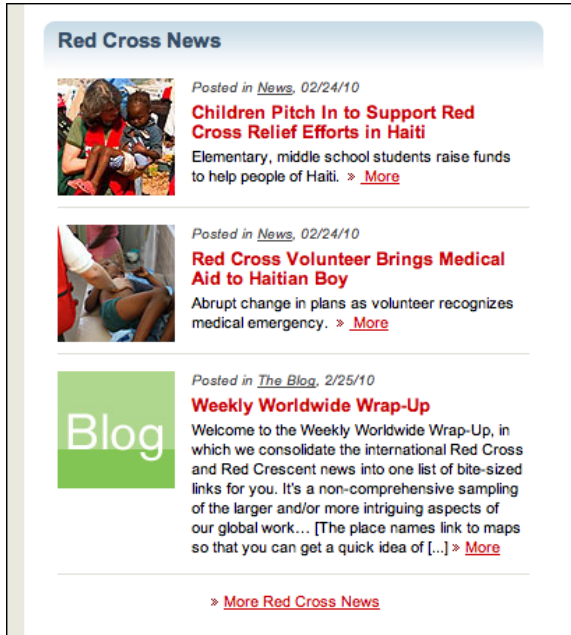 Red Cross News
Posted in News, 02/24/10
Children Pitch In to Support Red
Cross Relief Efforts in Haiti
Elementary, middle school students raise funds
to help people of Haiti. » More
Posted in News, 02/24/10
Red Cross Volunteer Brings Medical
Aid to Haitian Boy
Abrupt change in plans as volunteer recognizes
medical emergency. » More
Blog
Posted in The Blog, 2/25/10
Weekly Worldwide Wrap-Up
Welcome to the Weekly Worldwide Wrap-Up, in
which we consolidate the international Red Cross
and Red Crescent news into one list of bite-sized
links for you. It's a non-comprehensive sampling
of the larger and/or more intriguing aspects of
our global work… [The place names link to maps
so that you can get a quick idea of [...] » More
» More Red Cross News